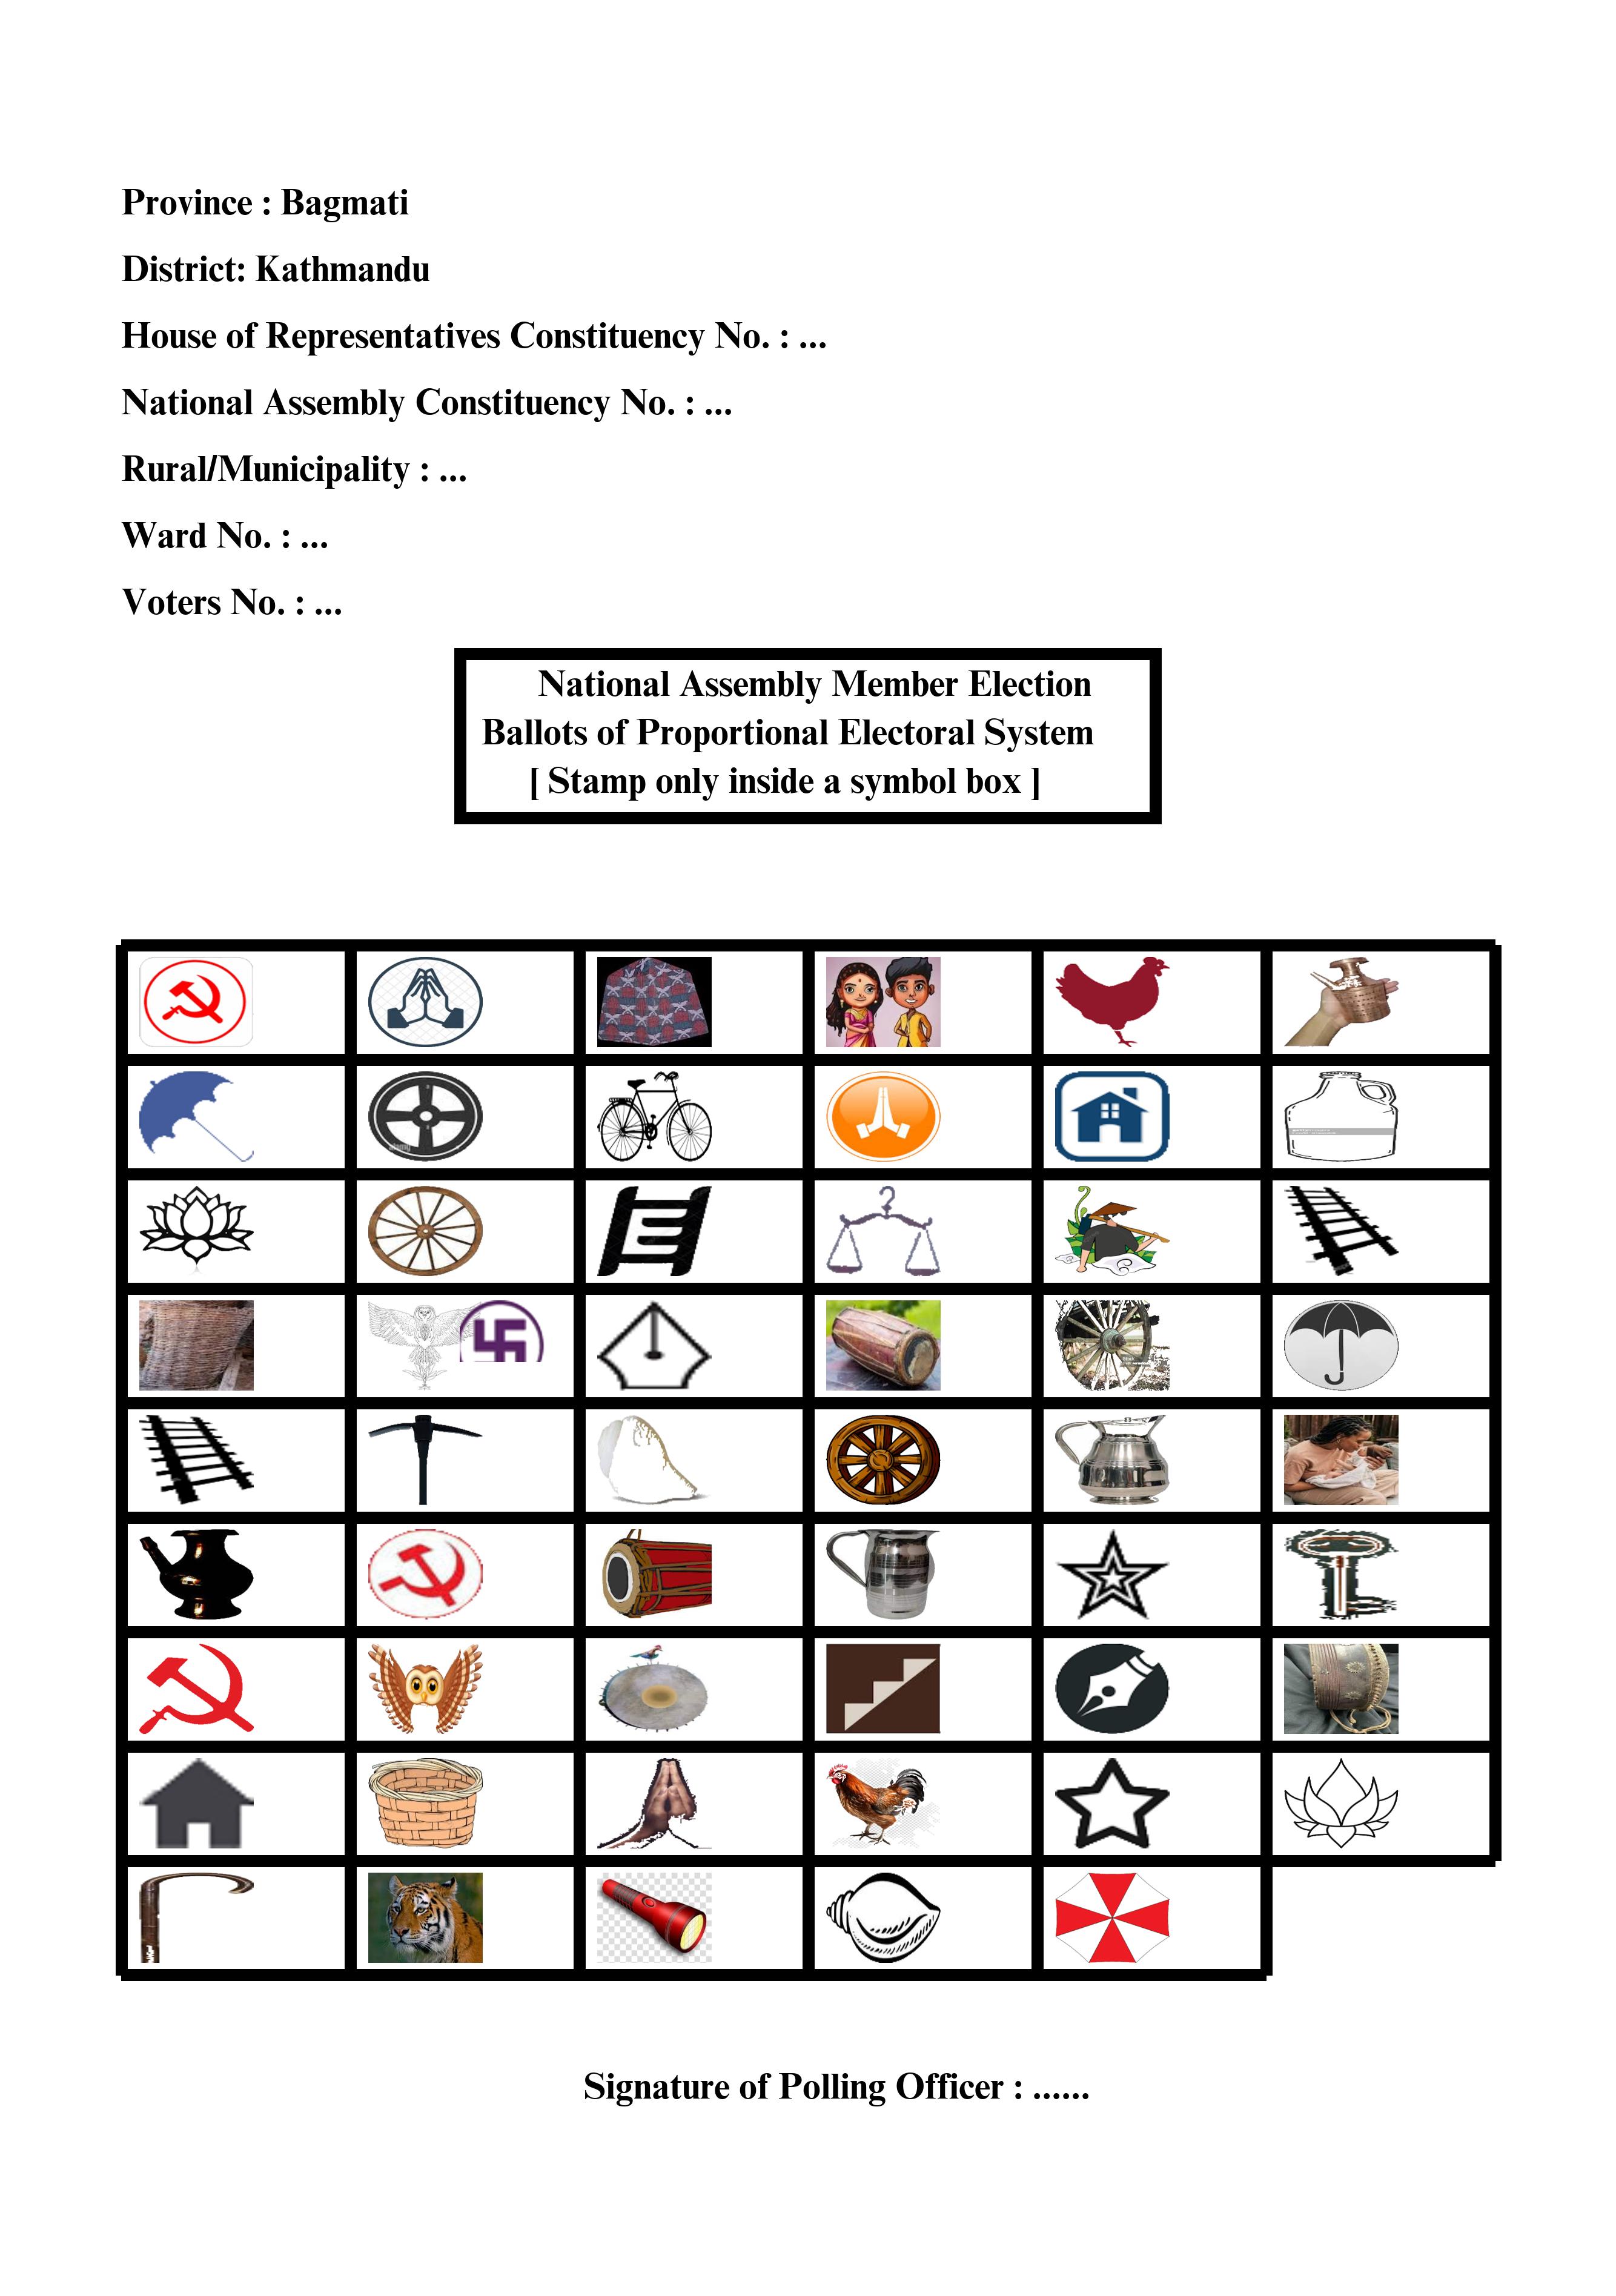 Province : Bagmati
District: Kathmandu
House of Representatives Constituency No. : ...
National Assembly Constituency No. : ...
Rural/Municipality : ...
Ward No. : ...
Voters No. : ...
National Assembly Member Election
Ballots of Proportional Electoral System
[ Stamp only inside a symbol box ]
Signature of Polling Officer : ......